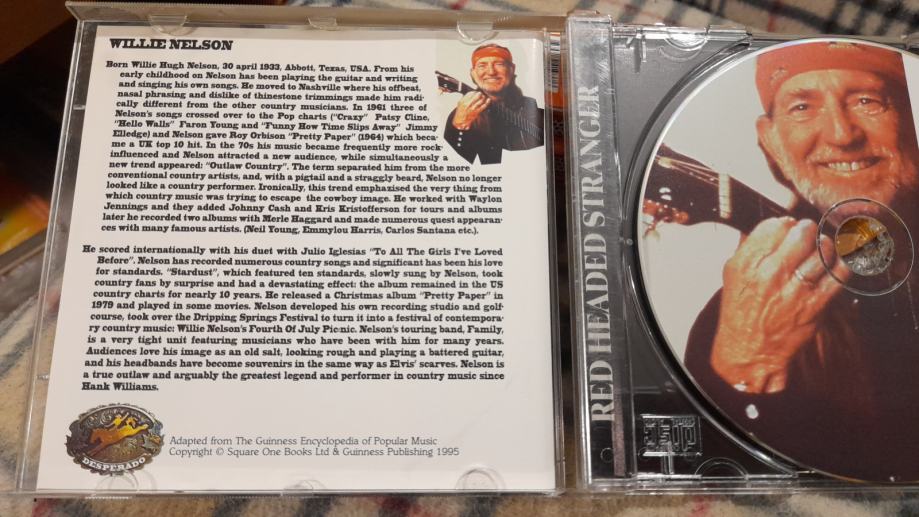 WILLIE NELSON
Born Willie Hugh Nelson, 30 april 1933, Abbott, Texas, USA. From his
early childhood on Nelson has been playing the guitar and writing
and singing his own songs. He moved to Nashville where his offbeat,
nasal phrasing and dislike of thinestone trimmings made him radi-
cally different from the other country musicians. In 1961 three of
Nelson's songs crossed over to the Pop charts ("Crazy" Patsy Cline,
"Hello Walls" Faron Young and "Funny How Time Slips Away" Jimmy
Elledge) and Nelson gave Roy Orbison "Pretty Paper" (1964) which beca-
me a UK top 10 hit. In the 70s his music became frequently more rock-
influenced and Nelson attracted a new audience, while simultaneously a
new trend appeared: "Outlaw Country". The term separated him from the more
conventional country artists, and, with a pigtail and a straggly beard, Nelson no longer
looked like a country performer. Ironically, this trend emphazised the very thing from
which country music was trying to escape the cowboy image. He worked with Waylon
Jennings and they added Johnny Cash and Kris Kristofferson for tours and albums
later he recorded two albums with Merle Haggard and made numerous quest appearan-
ces with many famous artists. (Neil Young, Emmylou Harris, Carlos Santana etc.).
He scored internationally with his duet with Julio Iglesias "To All The Girls I've Loved
Before". Nelson has recorded numerous country songs and significant has been his love
for standards. "Stardust", which featured ten standards, slowly sung by Nelson, took
country fans by surprise and had a devastating effect: the album remained in the US
country charts for nearly 10 years. He released a Christmas album "Pretty Paper" in
1979 and played in some movies. Nelson developed his own recording studio and golf-
course, took over the Dripping Springs Festival to turn it into a festival of contempora-
ry country music: Willie Nelson's Fourth Of July Picnic. Nelson's touring band, Family,
is a very tight unit featuring musicians who have been with him for many years.
Audiences love his image as an old salt, looking rough and playing a battered guitar,
and his headbands have become souvenirs in the same way as Elvis' scarves. Nelson is
a true outlaw and arguably the greatest legend and performer in country music since
Hank Williams.
DESPERADO
Adapted from The Guinness Encyclopedia of Popular Music
Copyright © Square One Books Ltd & Guinness Publishing 1995
RED HEADED STRANGER